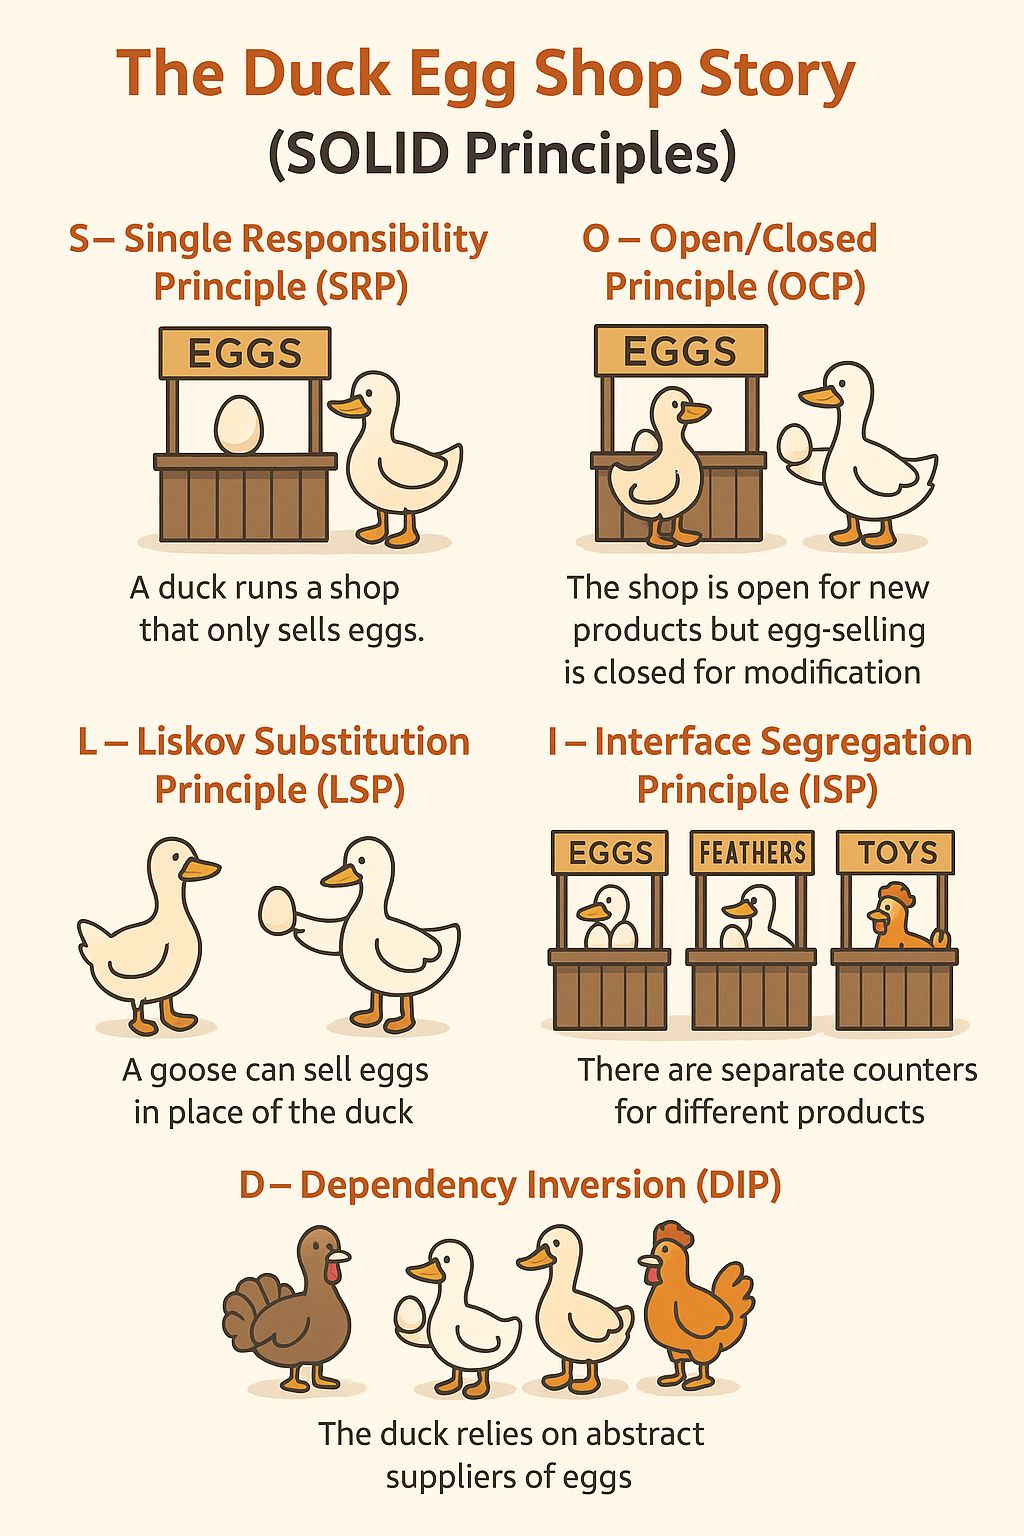 The Duck Egg Shop Story
(SOLID Principles)
S – Single Responsibility
Principle (SRP)
EGGS
A duck runs a shop
that only sells eggs.
O – Open/Closed
Principle (OCP)
EGGS
The shop is open for new
products but egg-selling
is closed for modification
L – Liskov Substitution
Principle (LSP)
A goose can sell eggs
in place of the duck
I – Interface Segregation
Principle (ISP)
EGGS
FEATHERS
TOYS
There are separate counters
for different products
D – Dependency Inversion (DIP)
The duck relies on abstract
suppliers of eggs